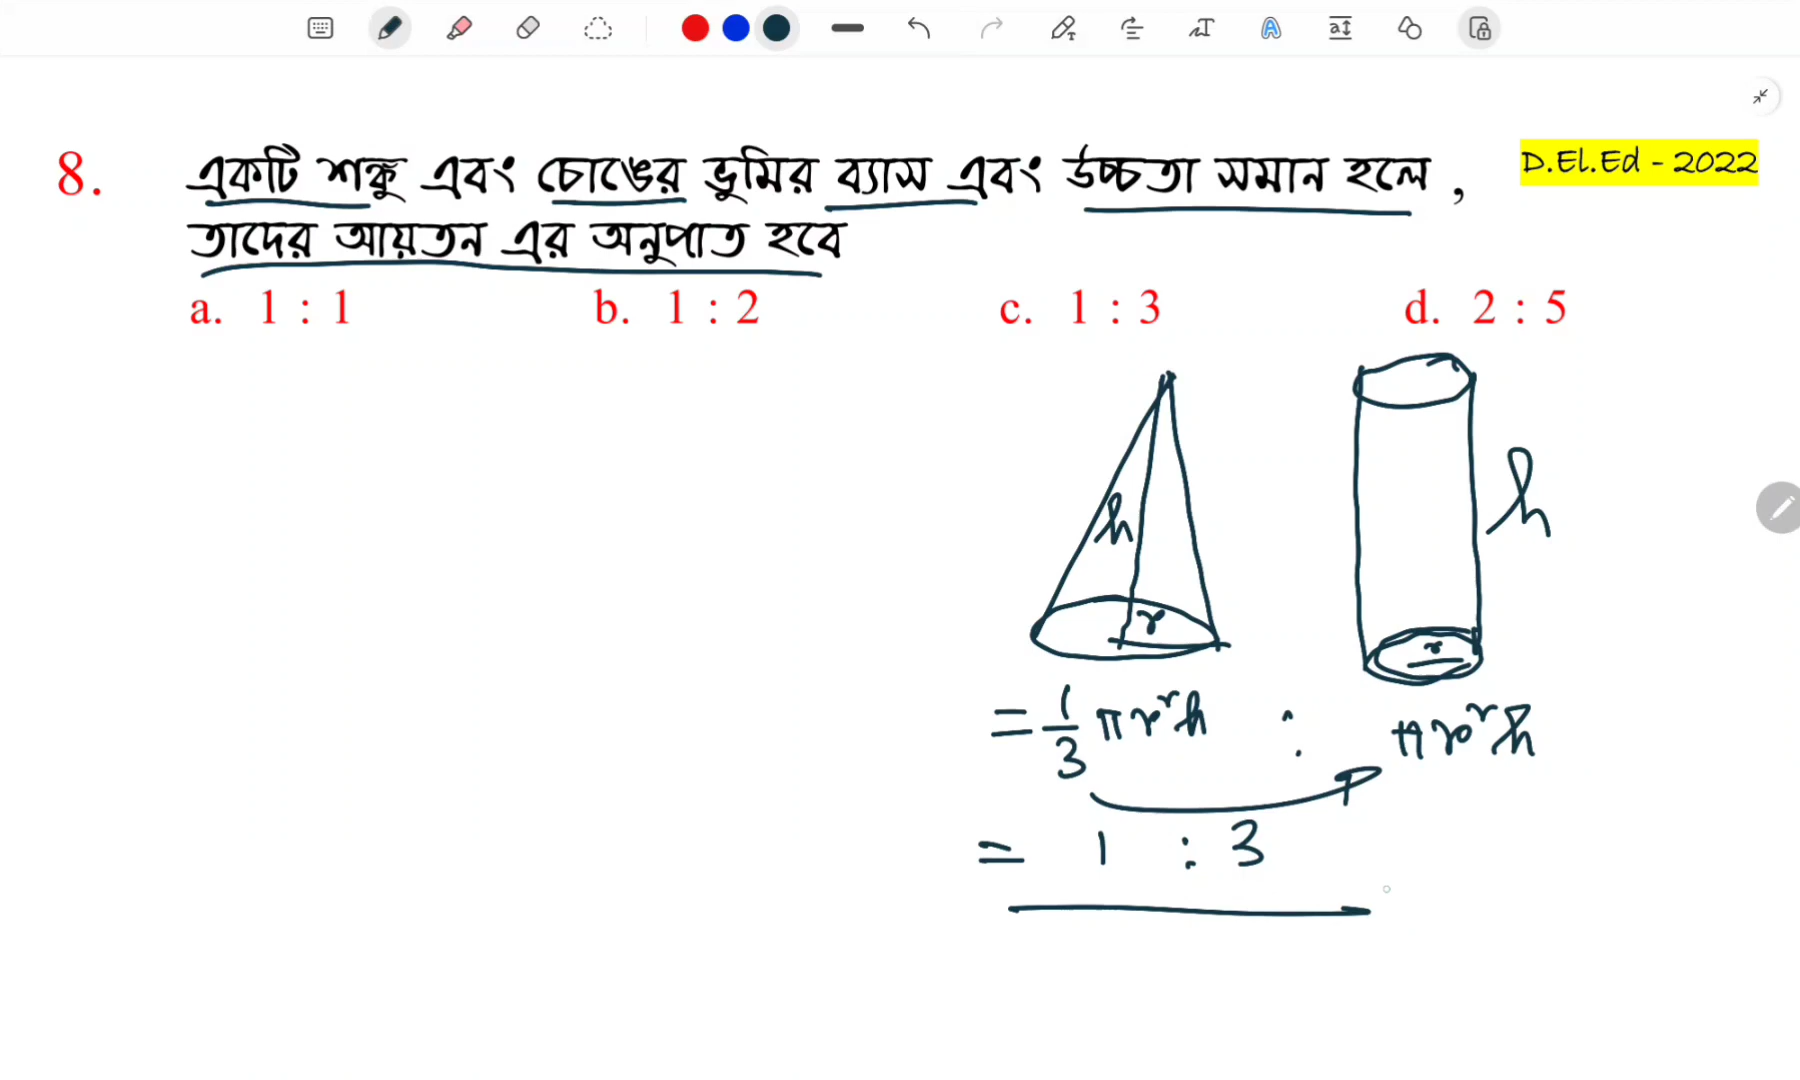 8. একটি শঙ্কু এবং চোঙের ভুমির ব্যাস এবং উচ্চতা সমান হলে , D.El.Ed - 2022
তাদের আয়তন এর অনুপাত হবে
a. 1 : 1 b. 1 : 2 c. 1 : 3 d. 2 : 5
h h
r r
= 1/3 πr²h : πr²h
= 1 : 3